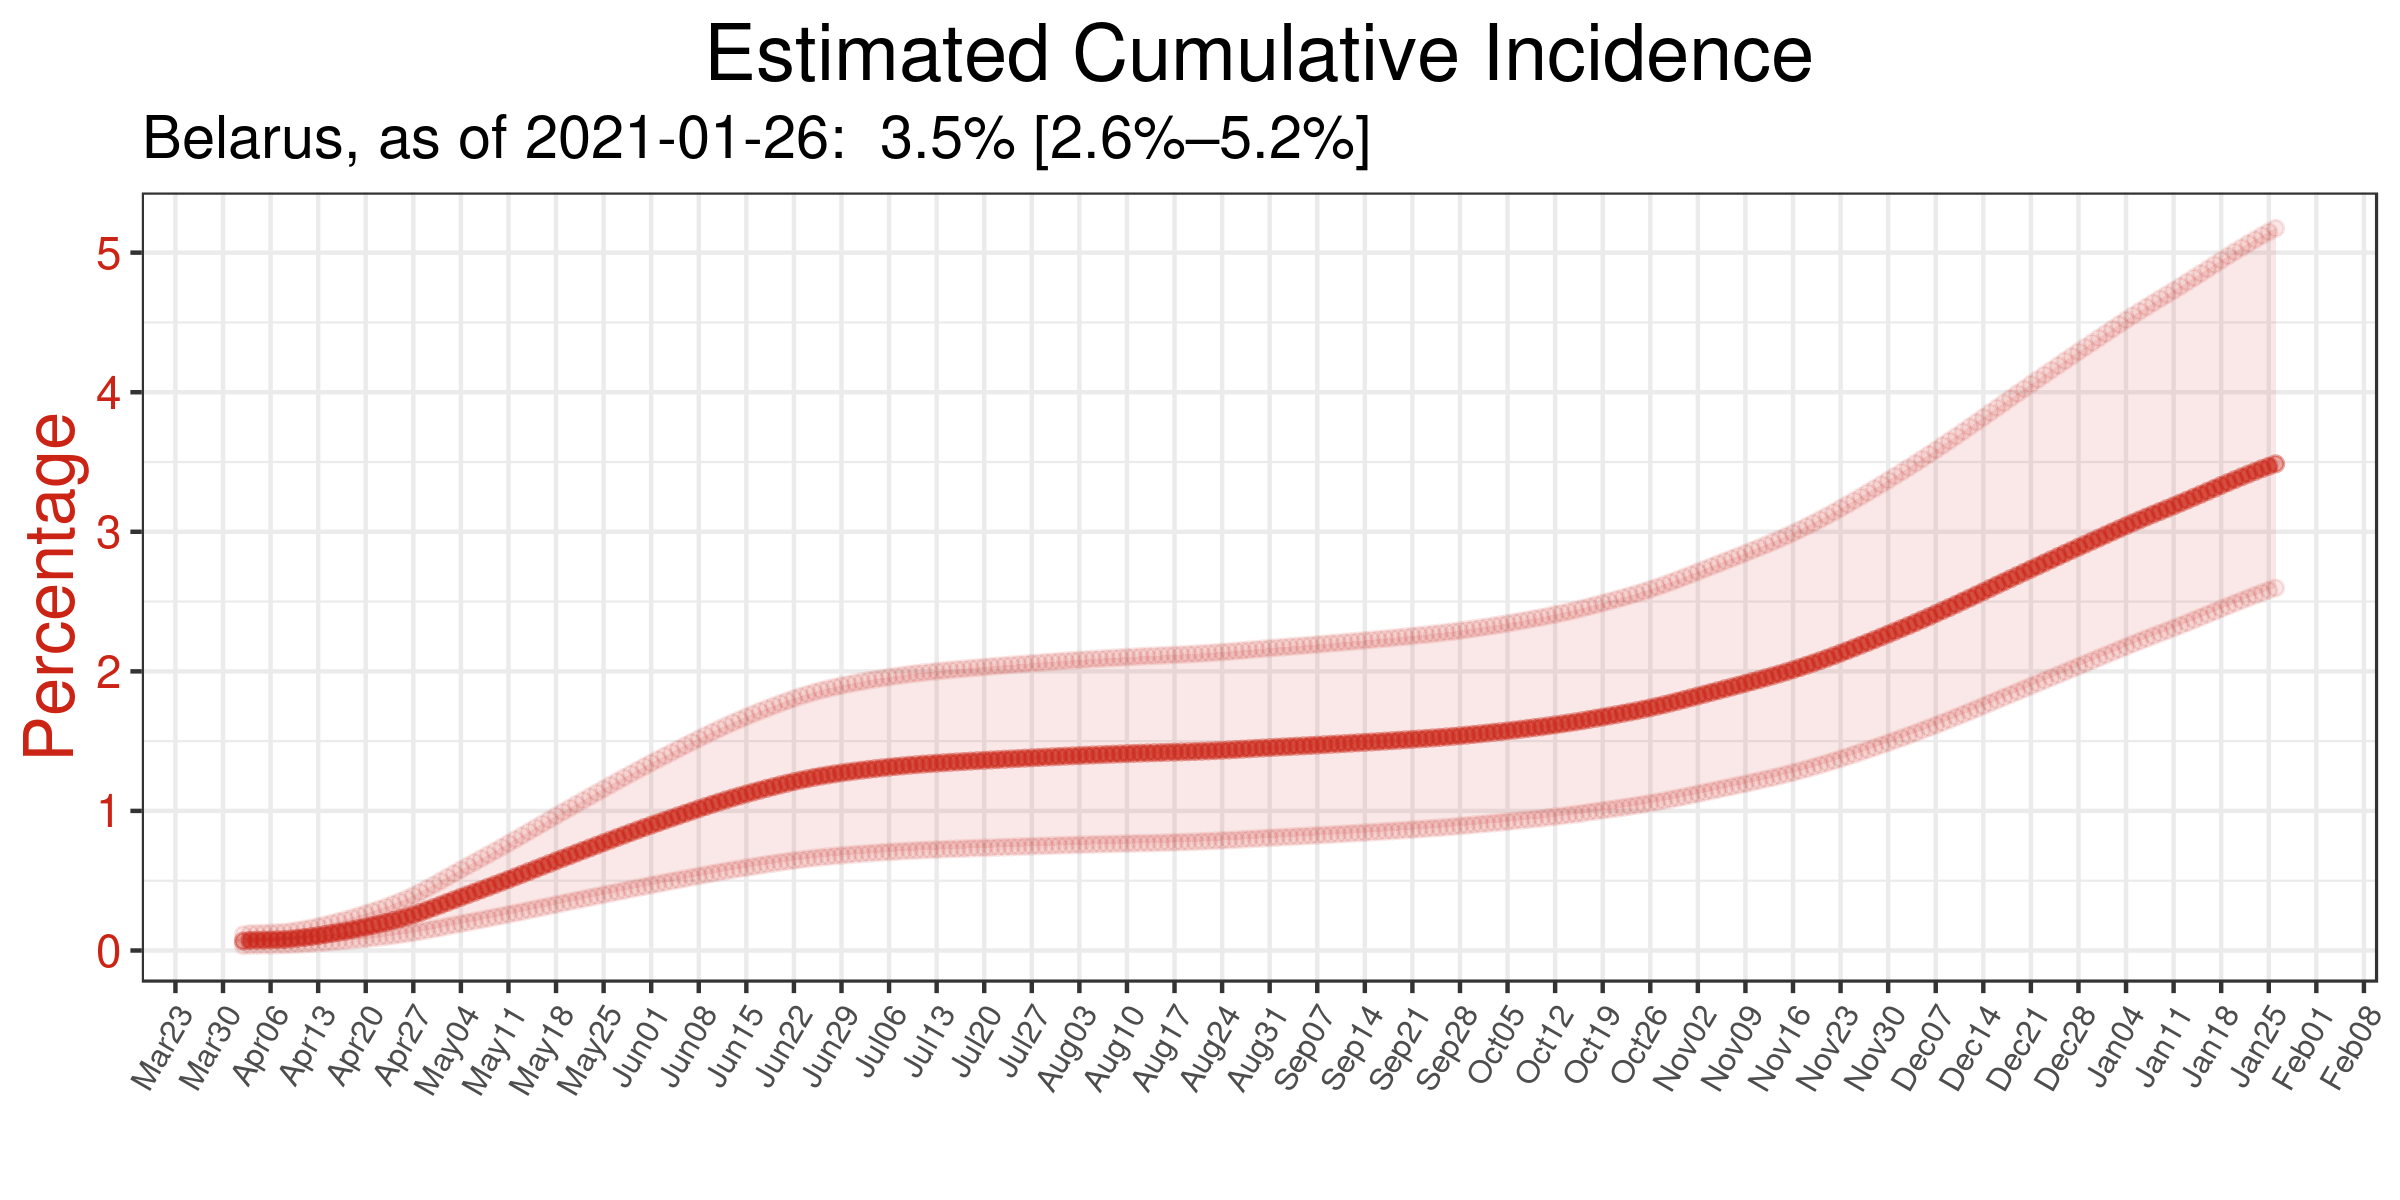 Estimated Cumulative Incidence
Belarus, as of 2021-01-26:  3.5% [2.6%–5.2%]
Percentage
5
4
3
2
1
0
Mar23
Mar30
Apr06
Apr13
Apr20
Apr27
May04
May11
May18
May25
Jun01
Jun08
Jun15
Jun22
Jun29
Jul06
Jul13
Jul20
Jul27
Aug03
Aug10
Aug17
Aug24
Aug31
Sep07
Sep14
Sep21
Sep28
Oct05
Oct12
Oct19
Oct26
Nov02
Nov09
Nov16
Nov23
Nov30
Dec07
Dec14
Dec21
Dec28
Jan04
Jan11
Jan18
Jan25
Feb01
Feb08